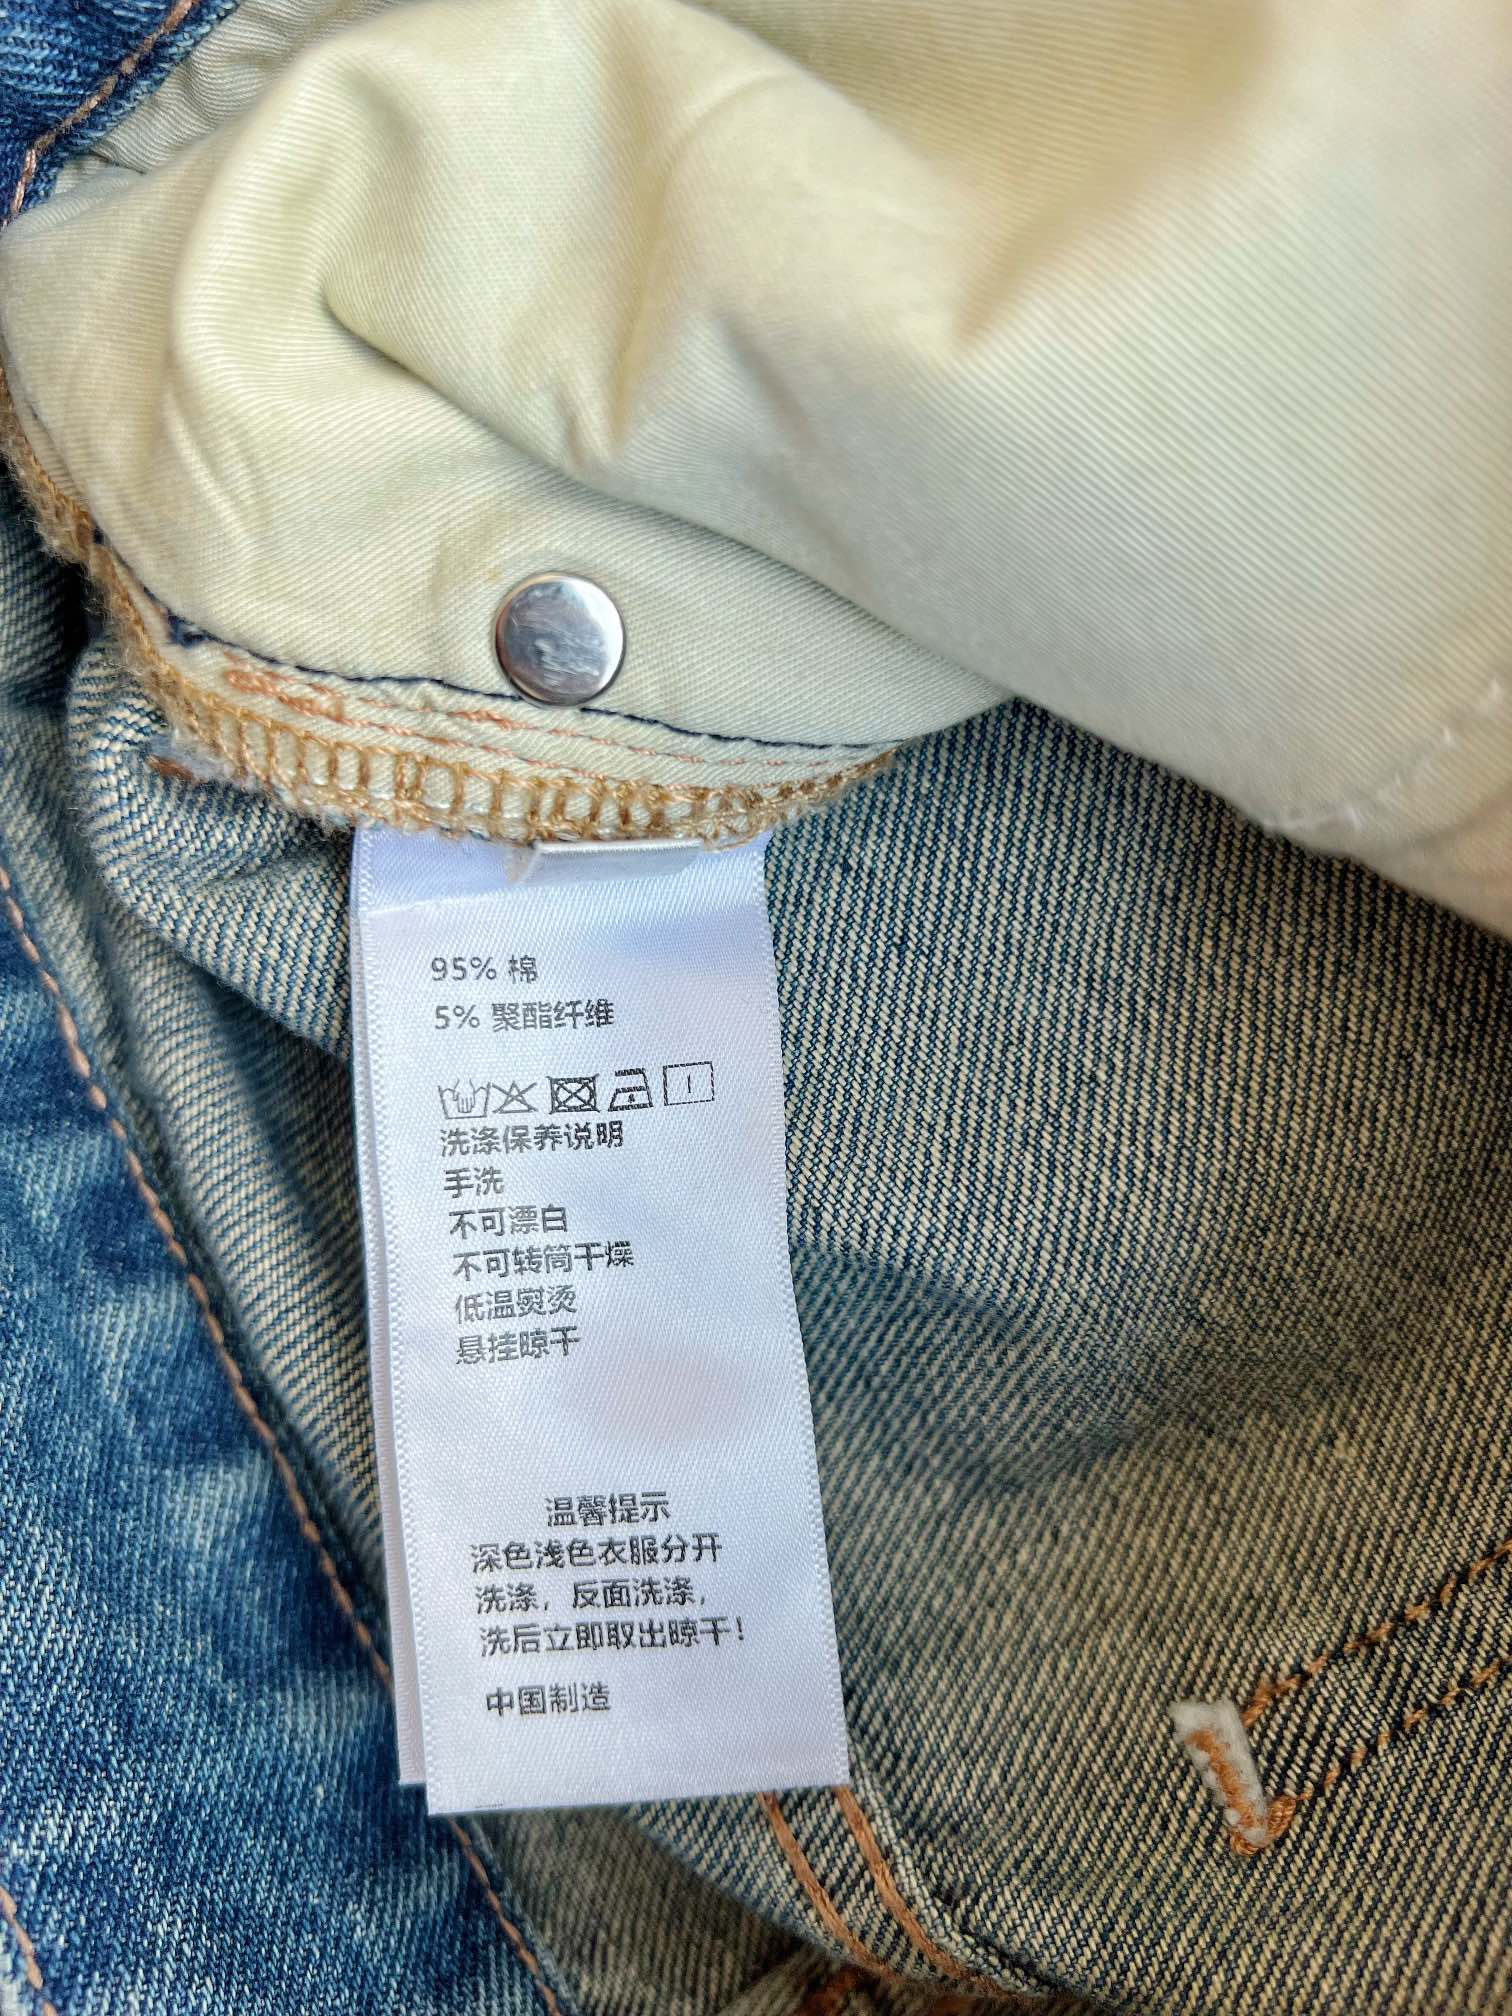 95% 棉
5% 聚酯纤维
洗涤保养说明
手洗
不可漂白
不可转筒干燥
低温熨烫
悬挂晾干
温馨提示
深色浅色衣服分开
洗涤，反面洗涤，
洗后立即取出晾干！
中国制造